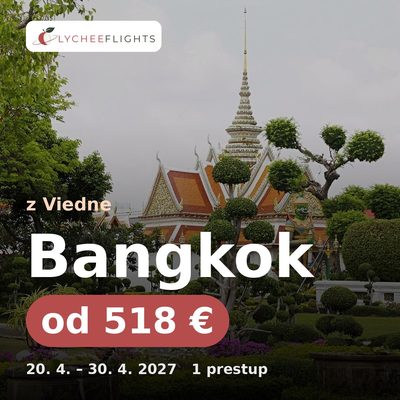 LYCHEEFLIGHTS
z Viedne
Bangkok
od 518 €
20. 4. – 30. 4. 2027 1 prestup